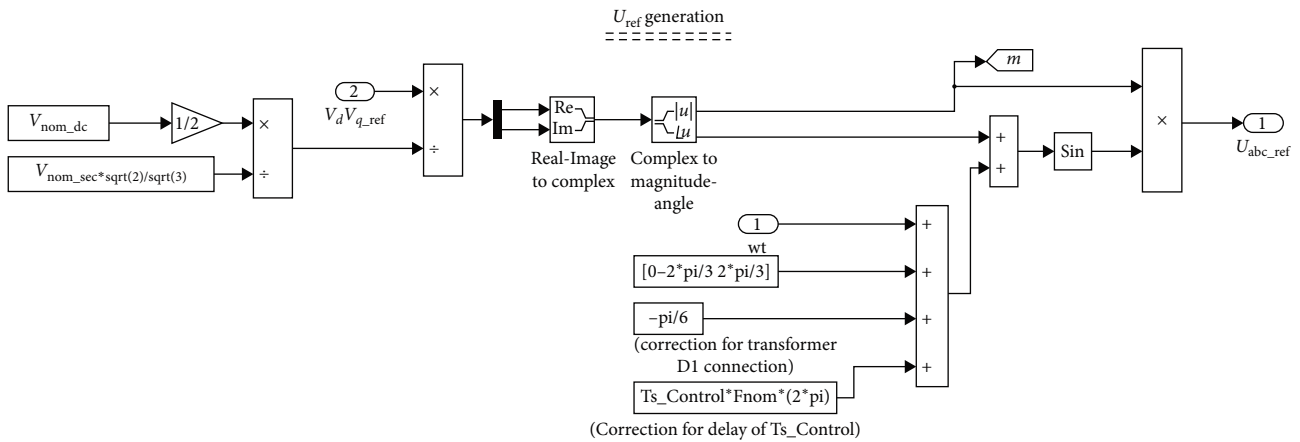 U_ref generation
m
V_nom_dc
1/2
×
÷
V_nom_sec*sqrt(2)/sqrt(3)
2
V_dV_q_ref
×
÷
Re
Im
Real-Image
to complex
|u|
∠u
Complex to
magnitude-
angle
+
+
Sin
×
1
U_abc_ref
1
wt
[0–2*pi/3 2*pi/3]
–pi/6
(correction for transformer
D1 connection)
Ts_Control*Fnom*(2*pi)
(Correction for delay of Ts_Control)
+
+
+
+